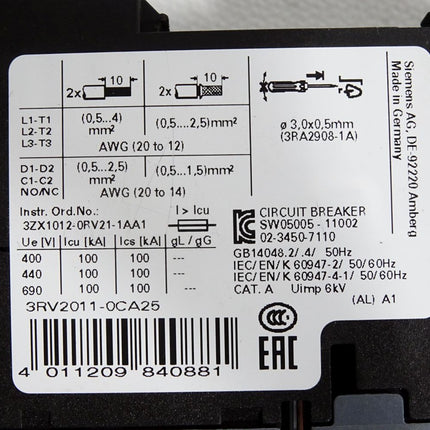 2x 10
2x 10
L1-T1
L2-T2
L3-T3
(0,5...4)
mm²
(0,5...2,5)mm²
AWG (20 to 12)
D1-D2
C1-C2
NO/NC
(0,5...2,5)
mm²
(0,5...1,5)mm²
AWG (20 to 14)
ø 3,0x0,5mm
(3RA2908-1A)
Siemens AG, DE-92220 Amberg
Made in Germany
Instr. Ord.No.:
3ZX1012-0RV21-1AA1
I > Icu
Ue [V] Icu [kA] Ics [kA] gL / gG
400 100 100 ---
440 100 100 ---
690 100 100 ---
3RV2011-0CA25
CIRCUIT BREAKER
SW05005 - 11002
02-3450-7110
GB14048.2/ .4/ 50Hz
IEC/EN/K 60947-2/ 50/60Hz
IEC/EN/K 60947-4-1/ 50/60Hz
CAT. A Uimp 6kV
(AL) A1
CCC
EAC
4 011209 840881